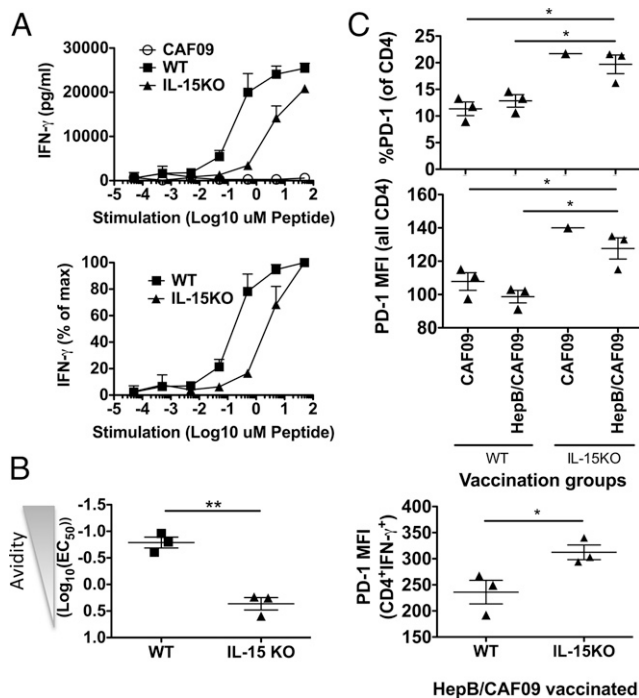 A
CAF09
WT
IL-15KO
IFN-γ (pg/ml)
30000
20000
10000
0
-5 -4 -3 -2 -1 0 1 2
Stimulation (Log10 uM Peptide)
WT
IL-15KO
IFN-γ (% of max)
100
80
60
40
20
0
-5 -4 -3 -2 -1 0 1 2
Stimulation (Log10 uM Peptide)
B
Avidity
(Log10(EC50))
-1.5
-1.0
-0.5
0.0
0.5
1.0
**
WT IL-15 KO
C
%PD-1 (of CD4)
25
20
15
10
5
0
*
*
PD-1 MFI (all CD4)
160
140
120
100
80
*
*
CAF09
HepB/CAF09
CAF09
HepB/CAF09
WT IL-15KO
Vaccination groups
PD-1 MFI
(CD4+IFN-γ+)
400
350
300
250
200
150
*
WT IL-15KO
HepB/CAF09 vaccinated